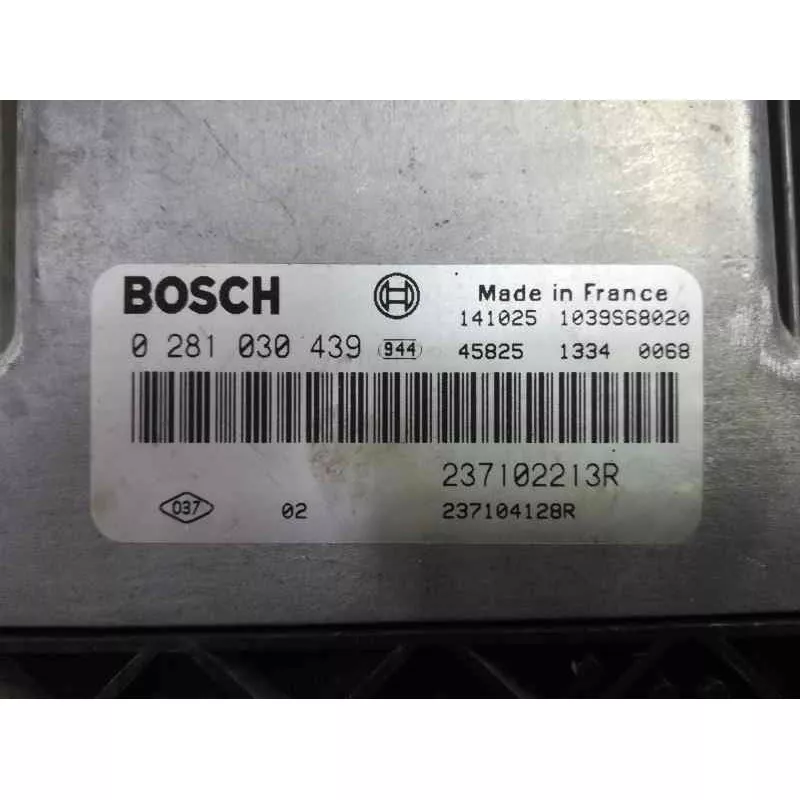 BOSCH Made in France
141025 1039S68020
0 281 030 439 944 45825 1334 0068
237102213R
037 02 237104128R